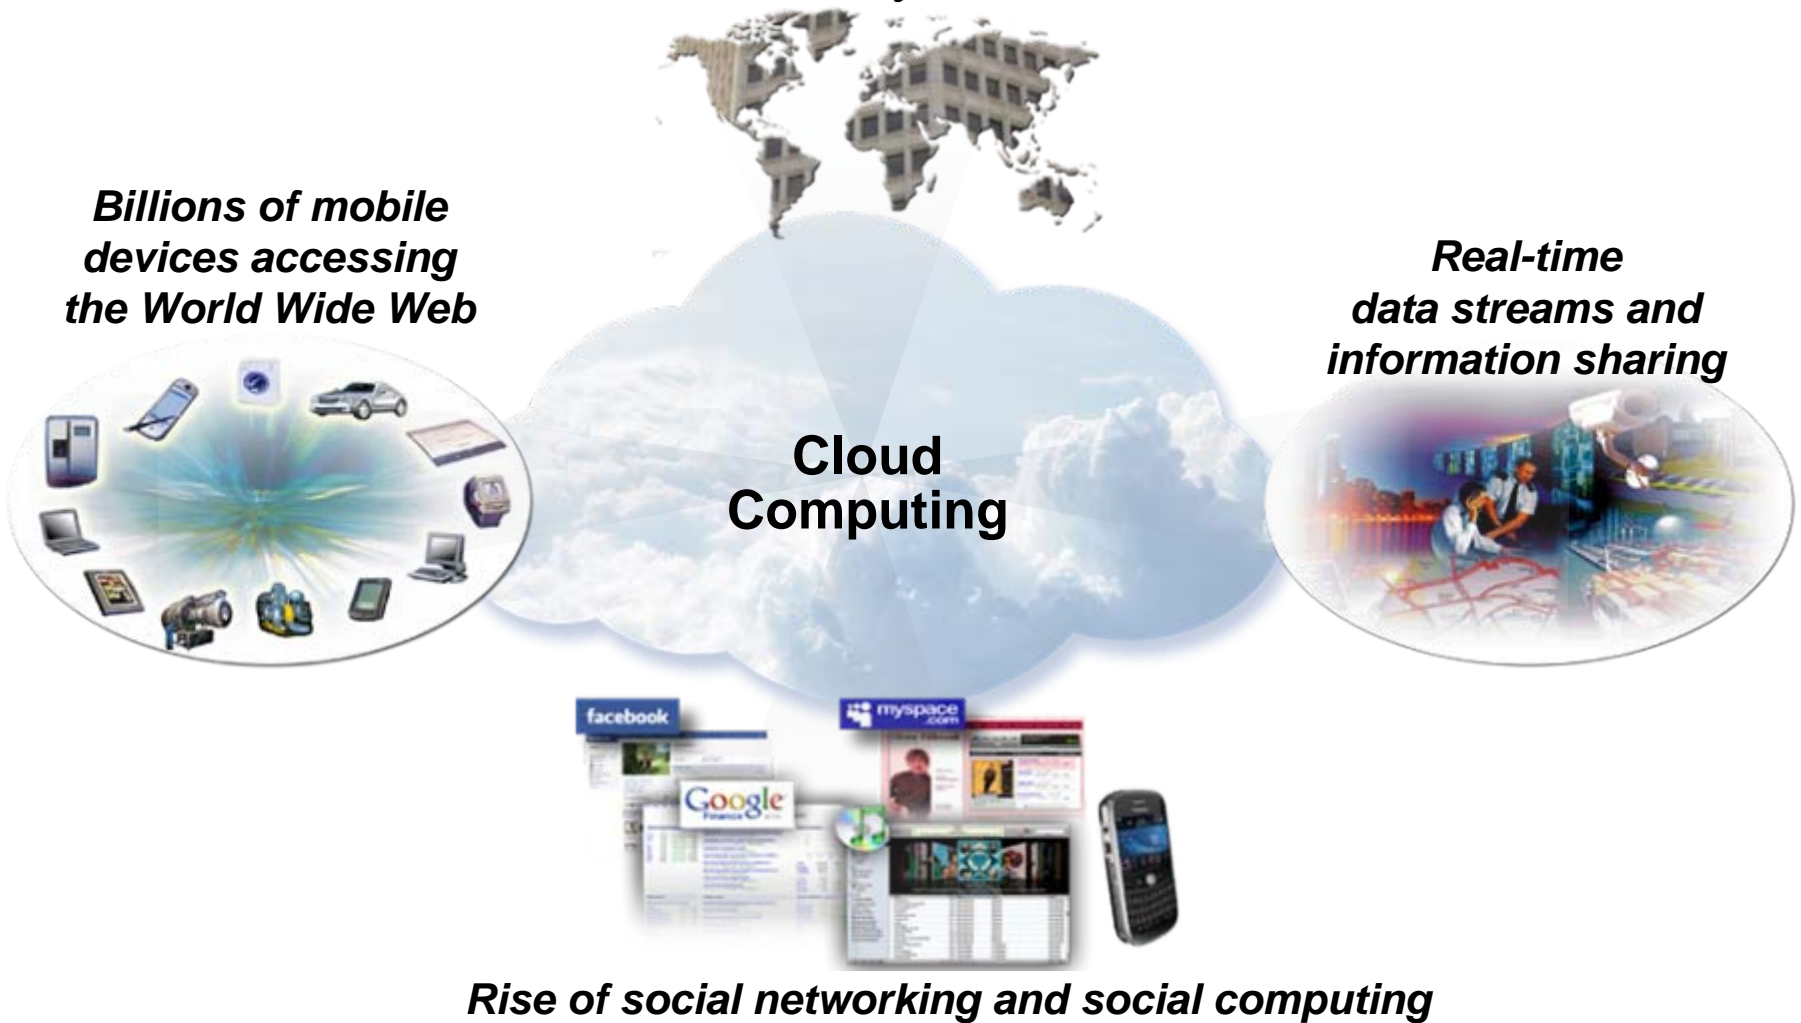 Billions of mobile
devices accessing
the World Wide Web
Real-time
data streams and
information sharing
Cloud
Computing
facebook
myspace
.com
Google
Finance
Rise of social networking and social computing